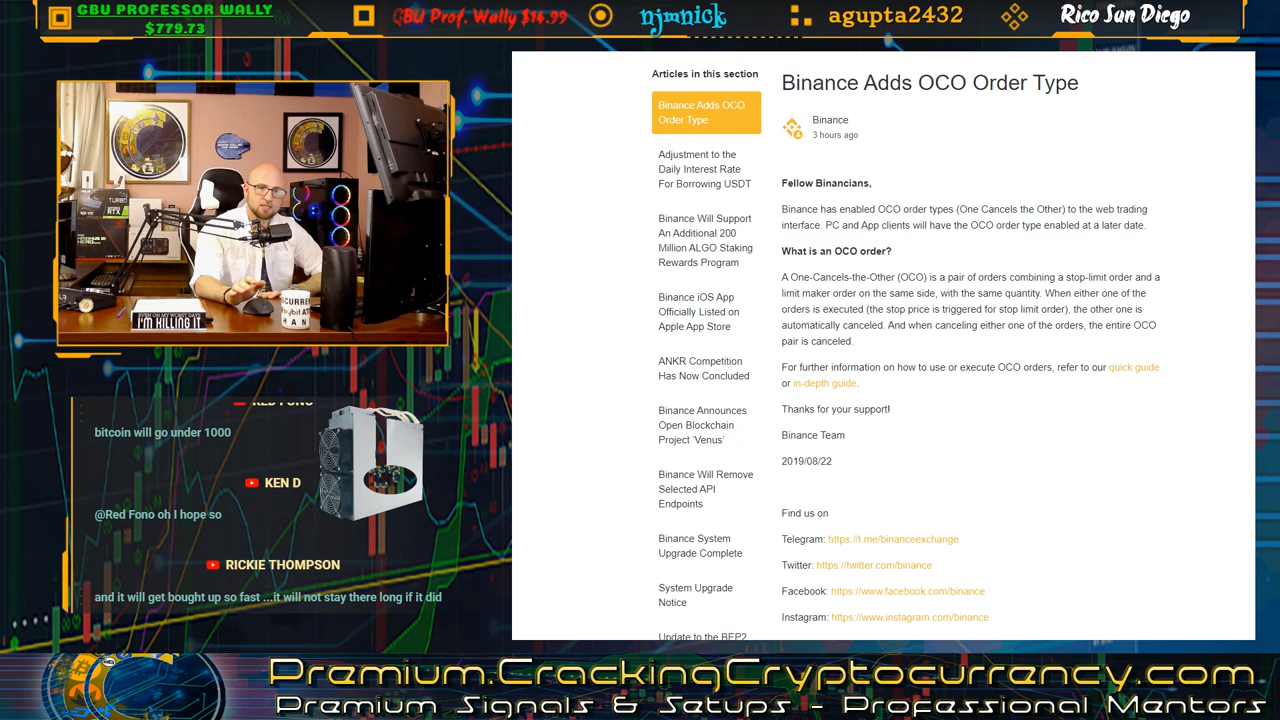 GBU PROFESSOR WALLY
$779.73
GBU Prof. Wally $14.99
njmnick
agupta2432
Rico Sun Diego
Articles in this section
Binance Adds OCO
Order Type
Adjustment to the
Daily Interest Rate
For Borrowing USDT
Binance Will Support
An Additional 200
Million ALGO Staking
Rewards Program
Binance iOS App
Officially Listed on
Apple App Store
ANKR Competition
Has Now Concluded
Binance Announces
Open Blockchain
Project 'Venus'
Binance Will Remove
Selected API
Endpoints
Binance System
Upgrade Complete
System Upgrade
Notice
Update to the BEP2
Binance Adds OCO Order Type
Binance
3 hours ago
Fellow Binancians,
Binance has enabled OCO order types (One Cancels the Other) to the web trading
interface. PC and App clients will have the OCO order type enabled at a later date.
What is an OCO order?
A One-Cancels-the-Other (OCO) is a pair of orders combining a stop-limit order and a
limit maker order on the same side, with the same quantity. When either one of the
orders is executed (the stop price is triggered for stop limit order), the other one is
automatically canceled. And when canceling either one of the orders, the entire OCO
pair is canceled.
For further information on how to use or execute OCO orders, refer to our quick guide
or in-depth guide.
Thanks for your support!
Binance Team
2019/08/22
Find us on
Telegram: https://t.me/binanceexchange
Twitter: https://twitter.com/binance
Facebook: https://www.facebook.com/binance
Instagram: https://www.instagram.com/binance
TURBO
RTX
EVEN ON MY WORST DAYS
I'M KILLING IT
RED FONO
bitcoin will go under 1000
KEN D
@Red Fono oh I hope so
RICKIE THOMPSON
and it will get bought up so fast ...it will not stay there long if it did
Premium.CrackingCryptocurrency.com
Premium Signals & Setups - Professional Mentors